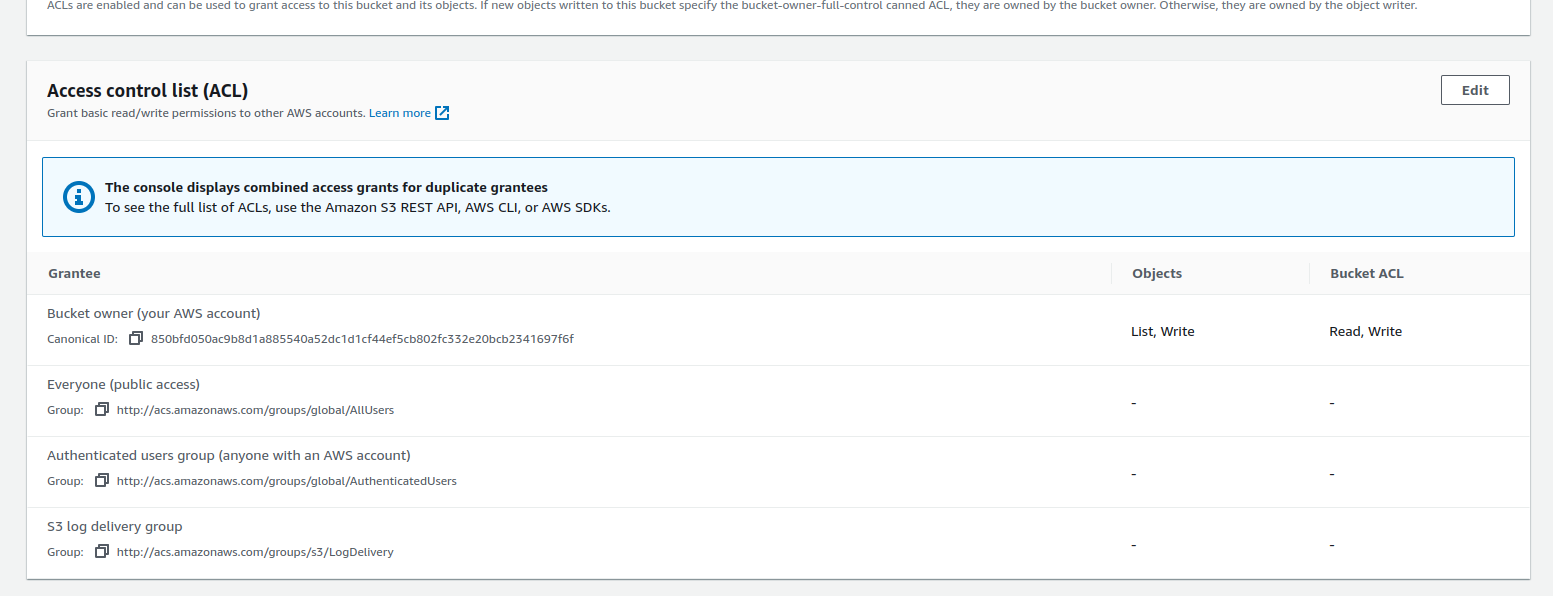 ACLs are enabled and can be used to grant access to this bucket and its objects. If new objects written to this bucket specify the bucket-owner-full-control canned ACL, they are owned by the bucket owner. Otherwise, they are owned by the object writer.
Access control list (ACL)
Edit
Grant basic read/write permissions to other AWS accounts. Learn more
The console displays combined access grants for duplicate grantees
To see the full list of ACLs, use the Amazon S3 REST API, AWS CLI, or AWS SDKs.
Grantee Objects Bucket ACL
Bucket owner (your AWS account)
Canonical ID: 850bfd050ac9b8d1a885540a52dc1d1cf44ef5cb802fc332e20bcb2341697f6f
List, Write Read, Write
Everyone (public access)
Group: http://acs.amazonaws.com/groups/global/AllUsers
- -
Authenticated users group (anyone with an AWS account)
Group: http://acs.amazonaws.com/groups/global/AuthenticatedUsers
- -
S3 log delivery group
Group: http://acs.amazonaws.com/groups/s3/LogDelivery
- -